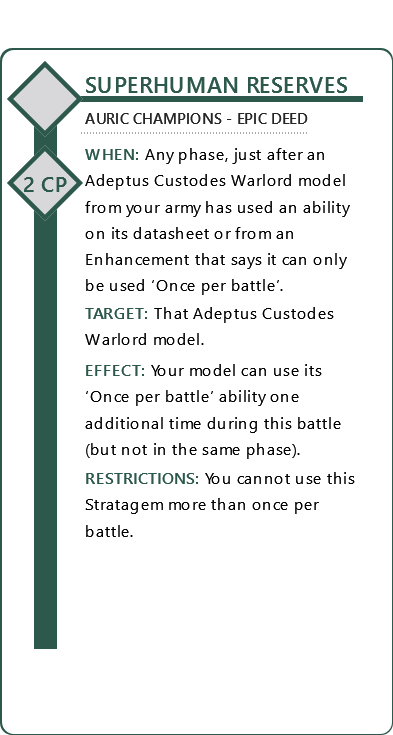 SUPERHUMAN RESERVES
AURIC CHAMPIONS - EPIC DEED
2 CP
WHEN: Any phase, just after an
Adeptus Custodes Warlord model
from your army has used an ability
on its datasheet or from an
Enhancement that says it can only
be used ‘Once per battle’.
TARGET: That Adeptus Custodes
Warlord model.
EFFECT: Your model can use its
‘Once per battle’ ability one
additional time during this battle
(but not in the same phase).
RESTRICTIONS: You cannot use this
Stratagem more than once per
battle.